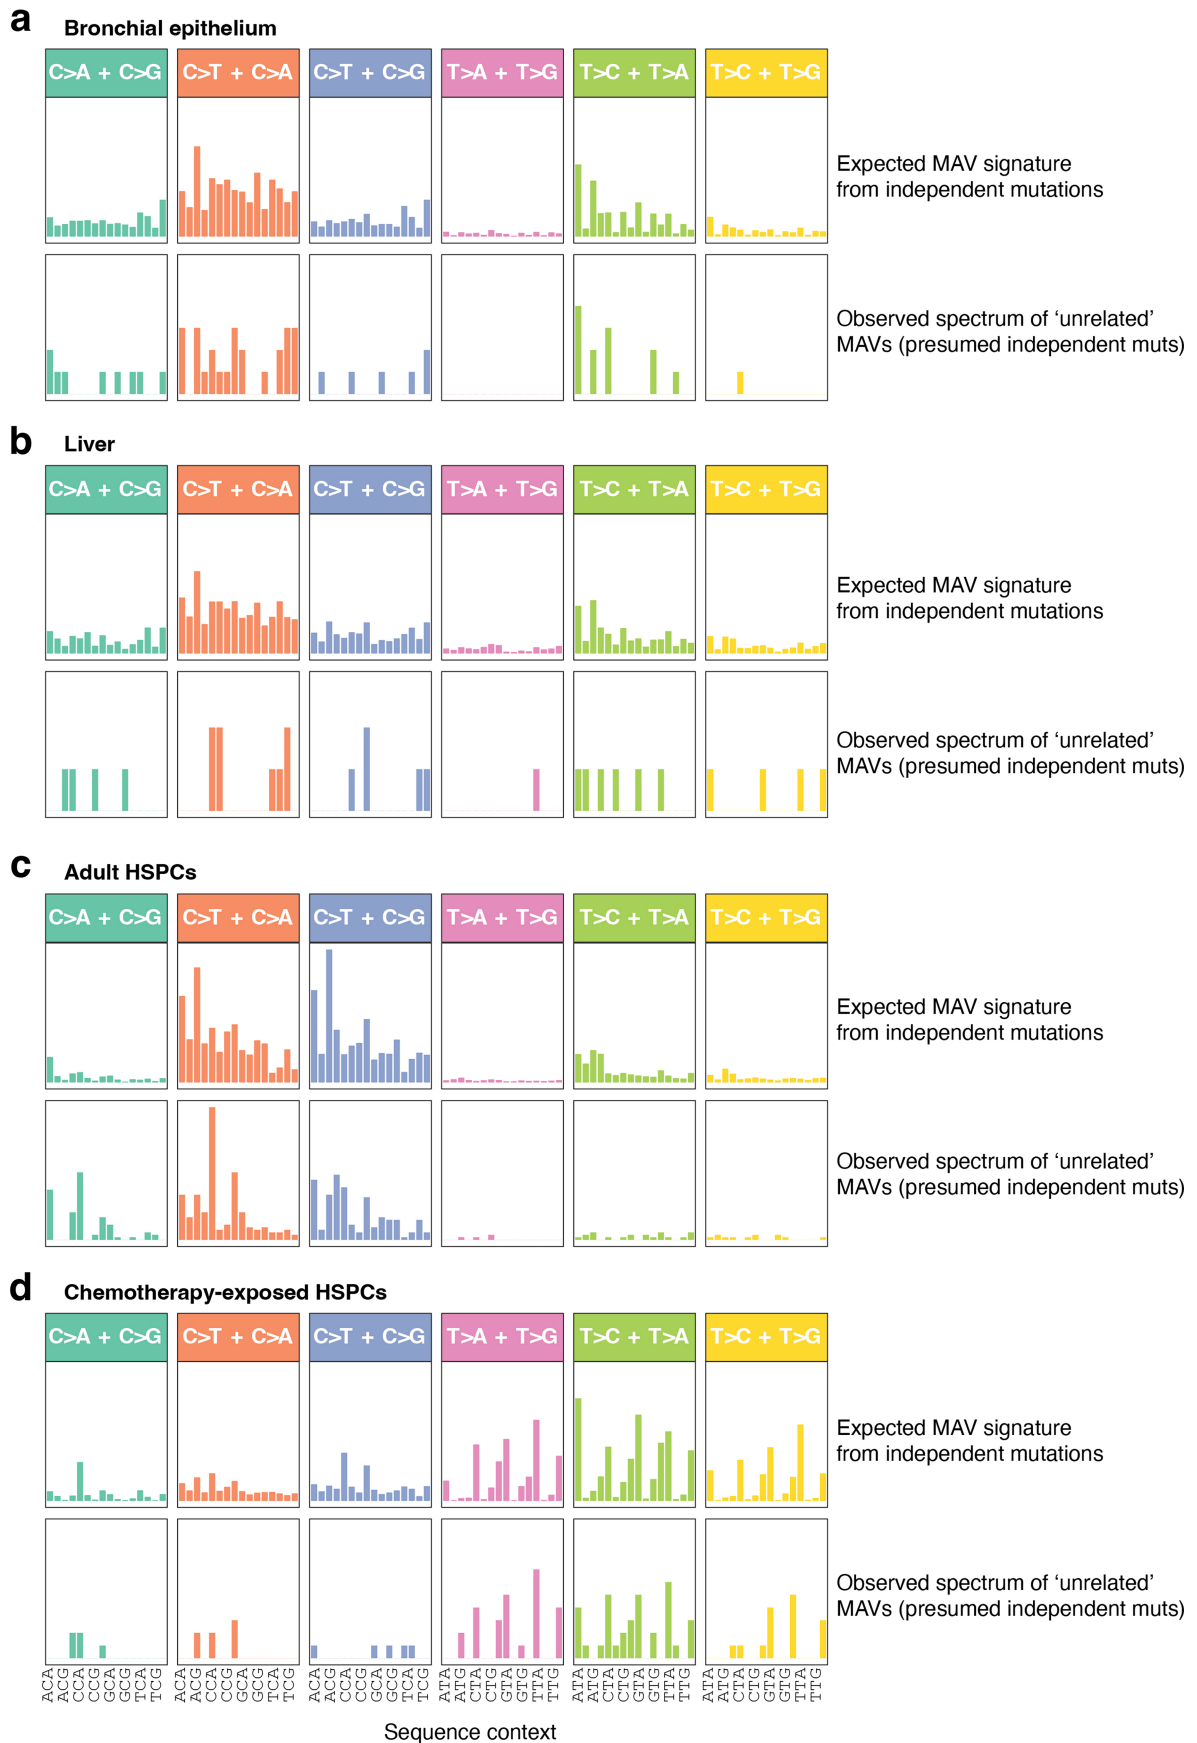 a Bronchial epithelium
C>A + C>G C>T + C>A C>T + C>G T>A + T>G T>C + T>A T>C + T>G
Expected MAV signature
from independent mutations
Observed spectrum of ‘unrelated’
MAVs (presumed independent muts)
b Liver
C>A + C>G C>T + C>A C>T + C>G T>A + T>G T>C + T>A T>C + T>G
Expected MAV signature
from independent mutations
Observed spectrum of ‘unrelated’
MAVs (presumed independent muts)
c Adult HSPCs
C>A + C>G C>T + C>A C>T + C>G T>A + T>G T>C + T>A T>C + T>G
Expected MAV signature
from independent mutations
Observed spectrum of ‘unrelated’
MAVs (presumed independent muts)
d Chemotherapy-exposed HSPCs
C>A + C>G C>T + C>A C>T + C>G T>A + T>G T>C + T>A T>C + T>G
Expected MAV signature
from independent mutations
Observed spectrum of ‘unrelated’
MAVs (presumed independent muts)
ACA ACG CCA CCG GCA GCG TCA TCG ACA ACG CCA CCG GCA GCG TCA TCG ACA ACG CCA CCG GCA GCG TCA TCG ATA ATG CTA CTG GTA GTG TTA TTG ATA ATG CTA CTG GTA GTG TTA TTG ATA ATG CTA CTG GTA GTG TTA TTG
Sequence context